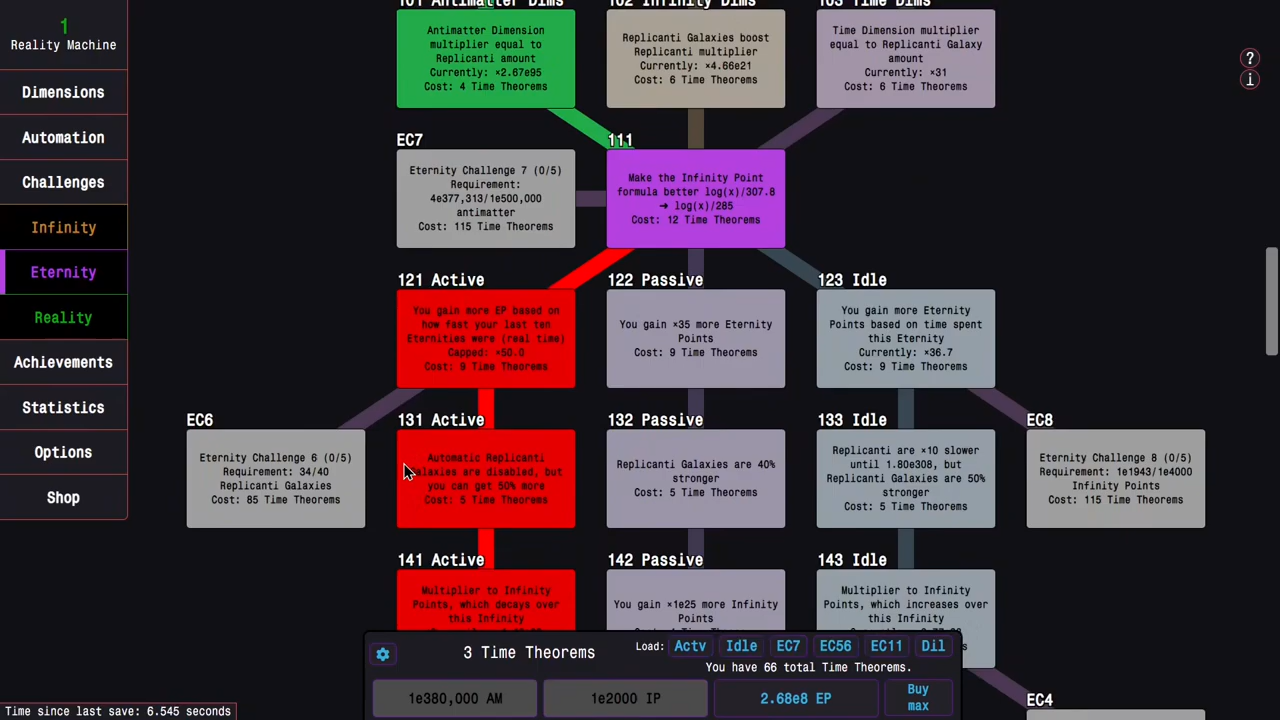 1
Reality Machine
Dimensions
Automation
Challenges
Infinity
Eternity
Reality
Achievements
Statistics
Options
Shop
?
i
101 Antimatter Dims
102 Infinity Dims
103 Time Dims
Antimatter Dimension
multiplier equal to
Replicanti amount
Currently: ×2.67e95
Cost: 4 Time Theorems
Replicanti Galaxies boost
Replicanti multiplier
Currently: ×4.66e21
Cost: 6 Time Theorems
Time Dimension multiplier
equal to Replicanti Galaxy
amount
Currently: ×31
Cost: 6 Time Theorems
EC7
Eternity Challenge 7 (0/5)
Requirement:
4e377,313/1e500,000
antimatter
Cost: 115 Time Theorems
111
Make the Infinity Point
formula better log(x)/307.8
➜ log(x)/285
Cost: 12 Time Theorems
121 Active
You gain more EP based on
how fast your last ten
Eternities were (real time)
Capped: ×50.0
Cost: 9 Time Theorems
122 Passive
You gain ×35 more Eternity
Points
Cost: 9 Time Theorems
123 Idle
You gain more Eternity
Points based on time spent
this Eternity
Currently: ×36.7
Cost: 9 Time Theorems
EC6
Eternity Challenge 6 (0/5)
Requirement: 34/40
Replicanti Galaxies
Cost: 85 Time Theorems
131 Active
Automatic Replicanti
Galaxies are disabled, but
you can get 50% more
Cost: 5 Time Theorems
132 Passive
Replicanti Galaxies are 40%
stronger
Cost: 5 Time Theorems
133 Idle
Replicanti are ×10 slower
until 1.80e308, but
Replicanti Galaxies are 50%
stronger
Cost: 5 Time Theorems
EC8
Eternity Challenge 8 (0/5)
Requirement: 1e1943/1e4000
Infinity Points
Cost: 115 Time Theorems
141 Active
Multiplier to Infinity
Points, which decays over
this Infinity
142 Passive
You gain ×1e25 more Infinity
Points
143 Idle
Multiplier to Infinity
Points, which increases over
this Infinity
EC4
3 Time Theorems
Load:
Actv
Idle
EC7
EC56
EC11
Dil
You have 66 total Time Theorems.
1e380,000 AM
1e2000 IP
2.68e8 EP
Buy
max
Time since last save: 6.545 seconds